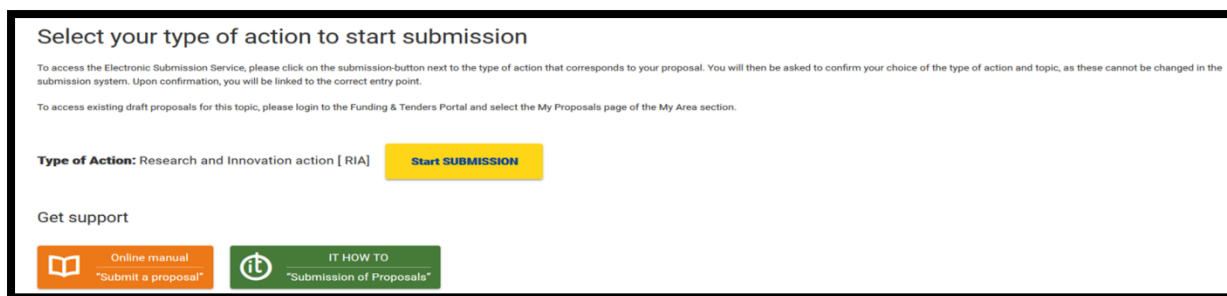 Select your type of action to start submission
To access the Electronic Submission Service, please click on the submission-button next to the type of action that corresponds to your proposal. You will then be asked to confirm your choice of the type of action and topic, as these cannot be changed in the
submission system. Upon confirmation, you will be linked to the correct entry point.
To access existing draft proposals for this topic, please login to the Funding & Tenders Portal and select the My Proposals page of the My Area section.
Type of Action: Research and Innovation action [ RIA]
Start SUBMISSION
Get support
Online manual
"Submit a proposal"
it
IT HOW TO
"Submission of Proposals"